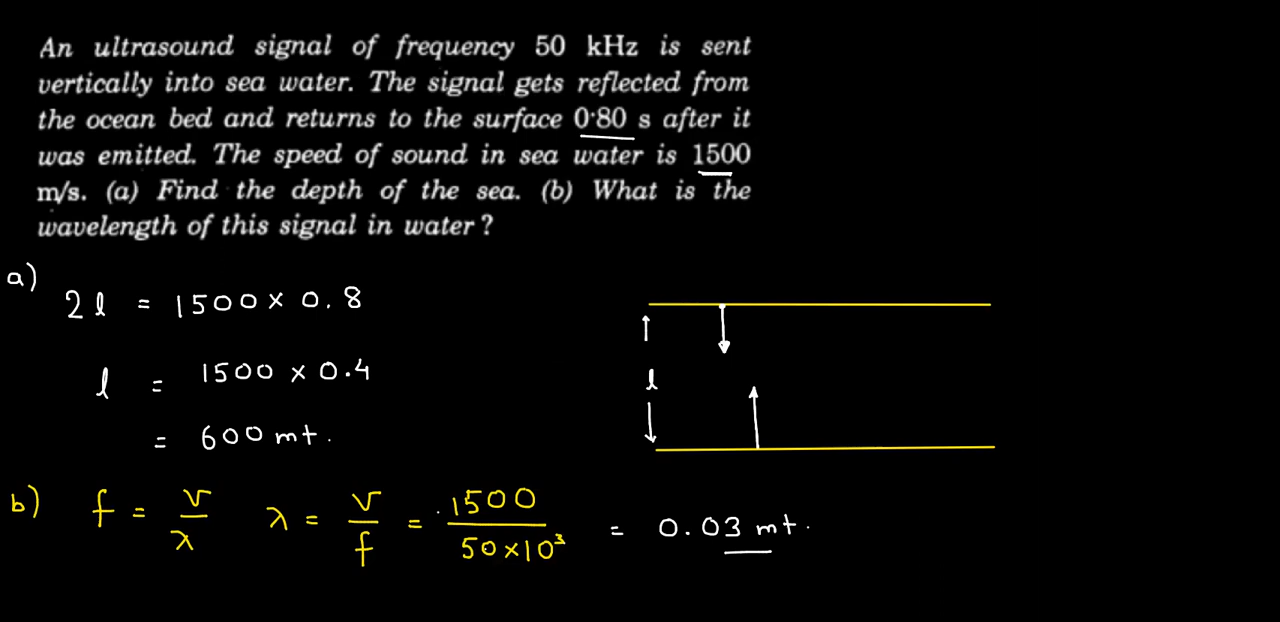 An ultrasound signal of frequency 50 kHz is sent
vertically into sea water. The signal gets reflected from
the ocean bed and returns to the surface 0·80 s after it
was emitted. The speed of sound in sea water is 1500
m/s. (a) Find the depth of the sea. (b) What is the
wavelength of this signal in water ?
a)
2l = 1500 × 0.8
l = 1500 × 0.4
= 600 mt.
l
b) f = v/λ λ = v/f = 1500/50×10³ = 0.03 mt.